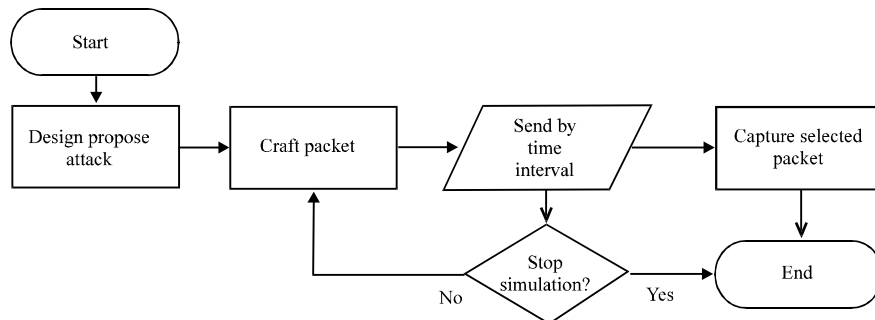 Start
Design propose
attack
Craft packet
Send by
time
interval
Capture selected
packet
Stop
simulation?
No
Yes
End